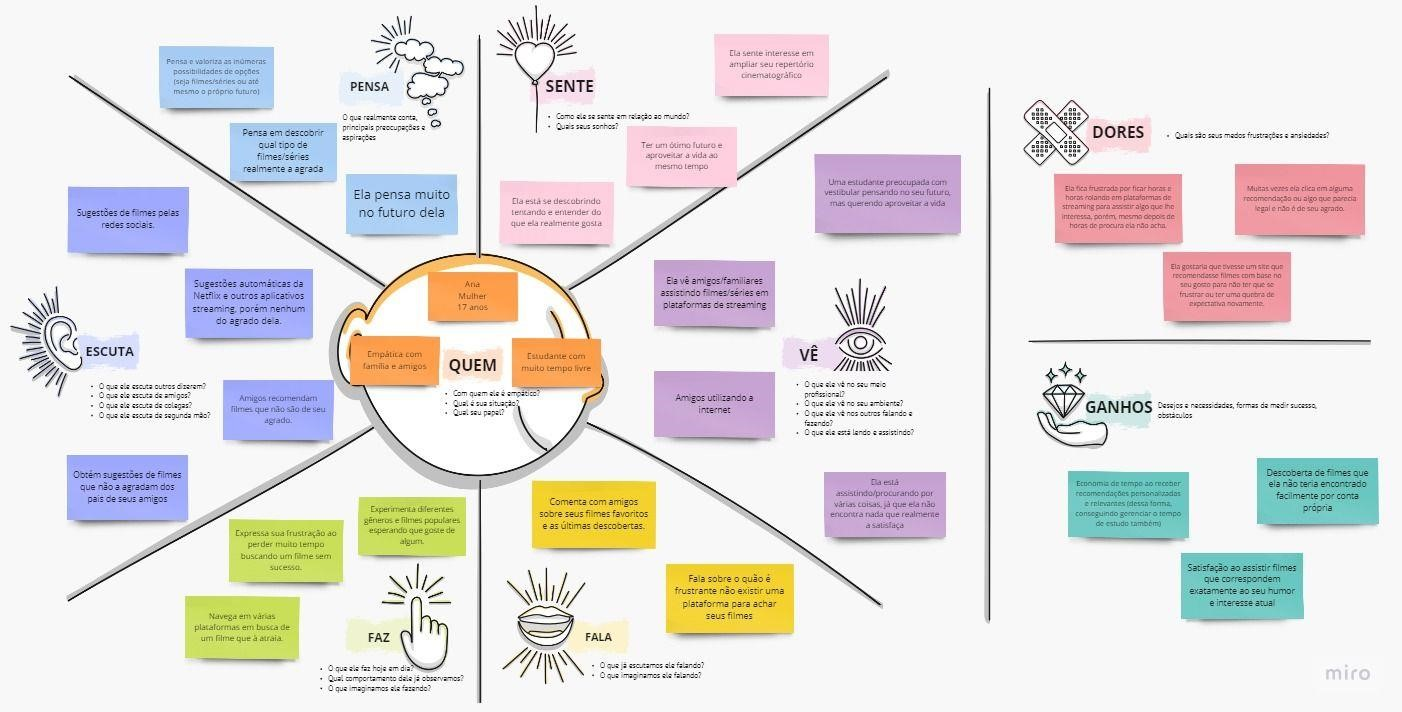 Pensa e valoriza as inúmeras
possibilidades de opções
(seja filmes/séries ou até
mesmo o próprio futuro)
PENSA
O que realmente conta,
principais preocupações e
aspirações
Pensa em descobrir
qual tipo de
filmes/séries
realmente a agrada
Ela pensa muito
no futuro dela
SENTE
Como ele se sente em relação ao mundo?
Quais seus sonhos?
Ela sente interesse em
ampliar seu repertório
cinematográfico
Ter um ótimo futuro e
aproveitar a vida ao
mesmo tempo
Ela está se descobrindo
tentando e entender do
que ela realmente gosta
Sugestões de filmes pelas
redes sociais.
Sugestões automáticas da
Netflix e outros aplicativos
streaming, porém nenhum
do agrado dela.
ESCUTA
O que ele escuta outros dizerem?
O que ele escuta de amigos?
O que ele escuta de colegas?
O que ele escuta de segunda mão?
Amigos recomendam
filmes que não são de seu
agrado.
Obtém sugestões de filmes
que não a agradam dos
pais de seus amigos
Ana
Mulher
17 anos
Empática com
família e amigos
QUEM
Estudante com
muito tempo livre
Com quem ele é empático?
Qual é sua situação?
Qual seu papel?
Uma estudante preocupada com
vestibular pensando no seu futuro,
mas querendo aproveitar a vida
Ela vê amigos/familiares
assistindo filmes/séries em
plataformas de streaming
VÊ
O que ele vê no seu meio
profissional?
O que ele vê no seu ambiente?
O que ele vê nos outros falando e
fazendo?
O que ele está lendo e assistindo?
Amigos utilizando a
internet
Ela está
assistindo/procurando por
várias coisas, já que ela não
encontra nada que realmente
a satisfaça
Experimenta diferentes
gêneros e filmes populares
esperando que goste de
algum.
Expressa sua frustração ao
perder muito tempo
buscando um filme sem
sucesso.
Navega em várias
plataformas em busca de
um filme que à atraia.
FAZ
O que ele faz hoje em dia?
Qual comportamento dele já observamos?
O que imaginamos ele fazendo?
Comenta com amigos
sobre seus filmes favoritos
e as últimas descobertas.
Fala sobre o quão é
frustrante não existir uma
plataforma para achar
seus filmes
FALA
O que já escutamos ele falando?
O que imaginamos ele falando?
DORES
Quais são seus medos frustrações e ansiedades?
Ela fica frustrada por ficar horas e
horas rolando em plataformas de
streaming para assistir algo que lhe
interessa, porém, mesmo depois de
horas de procura ela não acha.
Muitas vezes ela clica em alguma
recomendação ou algo que parecia
legal e não é de seu agrado.
Ela gostaria que tivesse um site que
recomendasse filmes com base no
seu gosto para não ter que se
frustrar ou ter uma quebra de
expectativa novamente.
GANHOS
Desejos e necessidades, formas de medir sucesso,
obstáculos
Economia de tempo ao receber
recomendações personalizadas
e relevantes (dessa forma,
conseguindo gerenciar o tempo
de estudo também)
Descoberta de filmes que
ela não teria encontrado
facilmente por conta
própria
Satisfação ao assistir filmes
que correspondem
exatamente ao seu humor
e interesse atual
miro